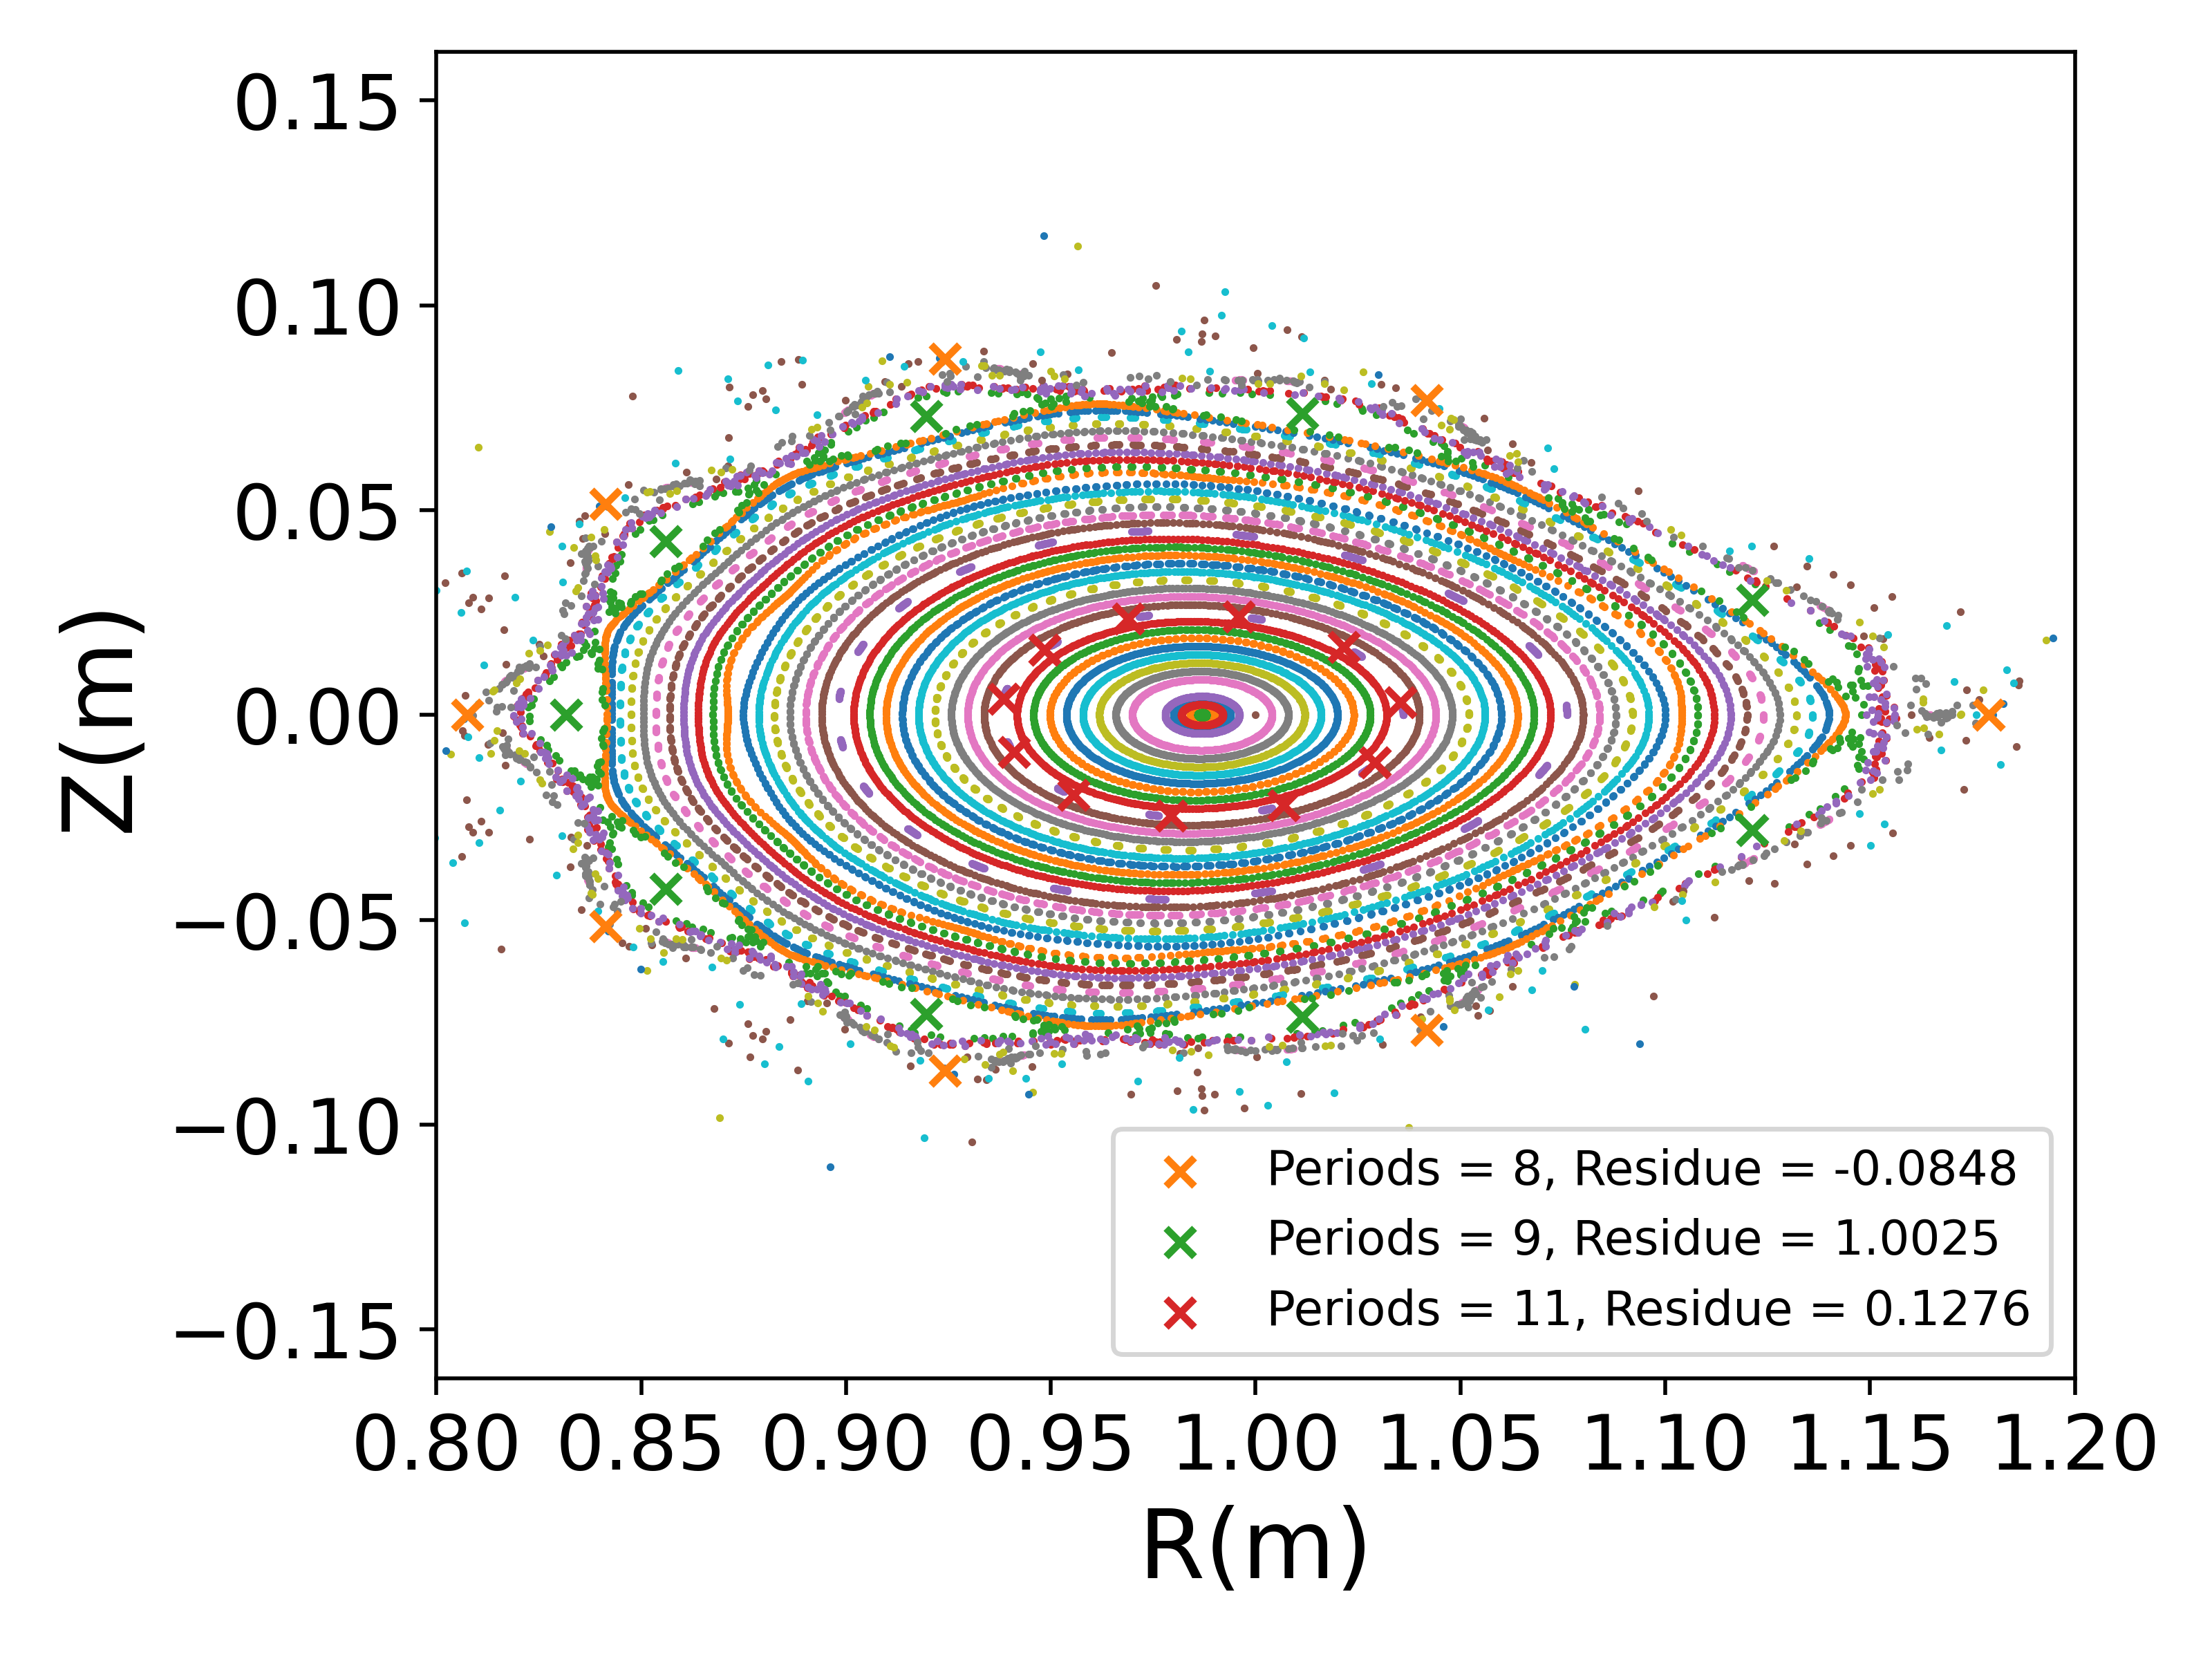 0.15
0.10
0.05
0.00
−0.05
−0.10
−0.15
Z(m)
Periods = 8, Residue = -0.0848
Periods = 9, Residue = 1.0025
Periods = 11, Residue = 0.1276
0.80 0.85 0.90 0.95 1.00 1.05 1.10 1.15 1.20
R(m)